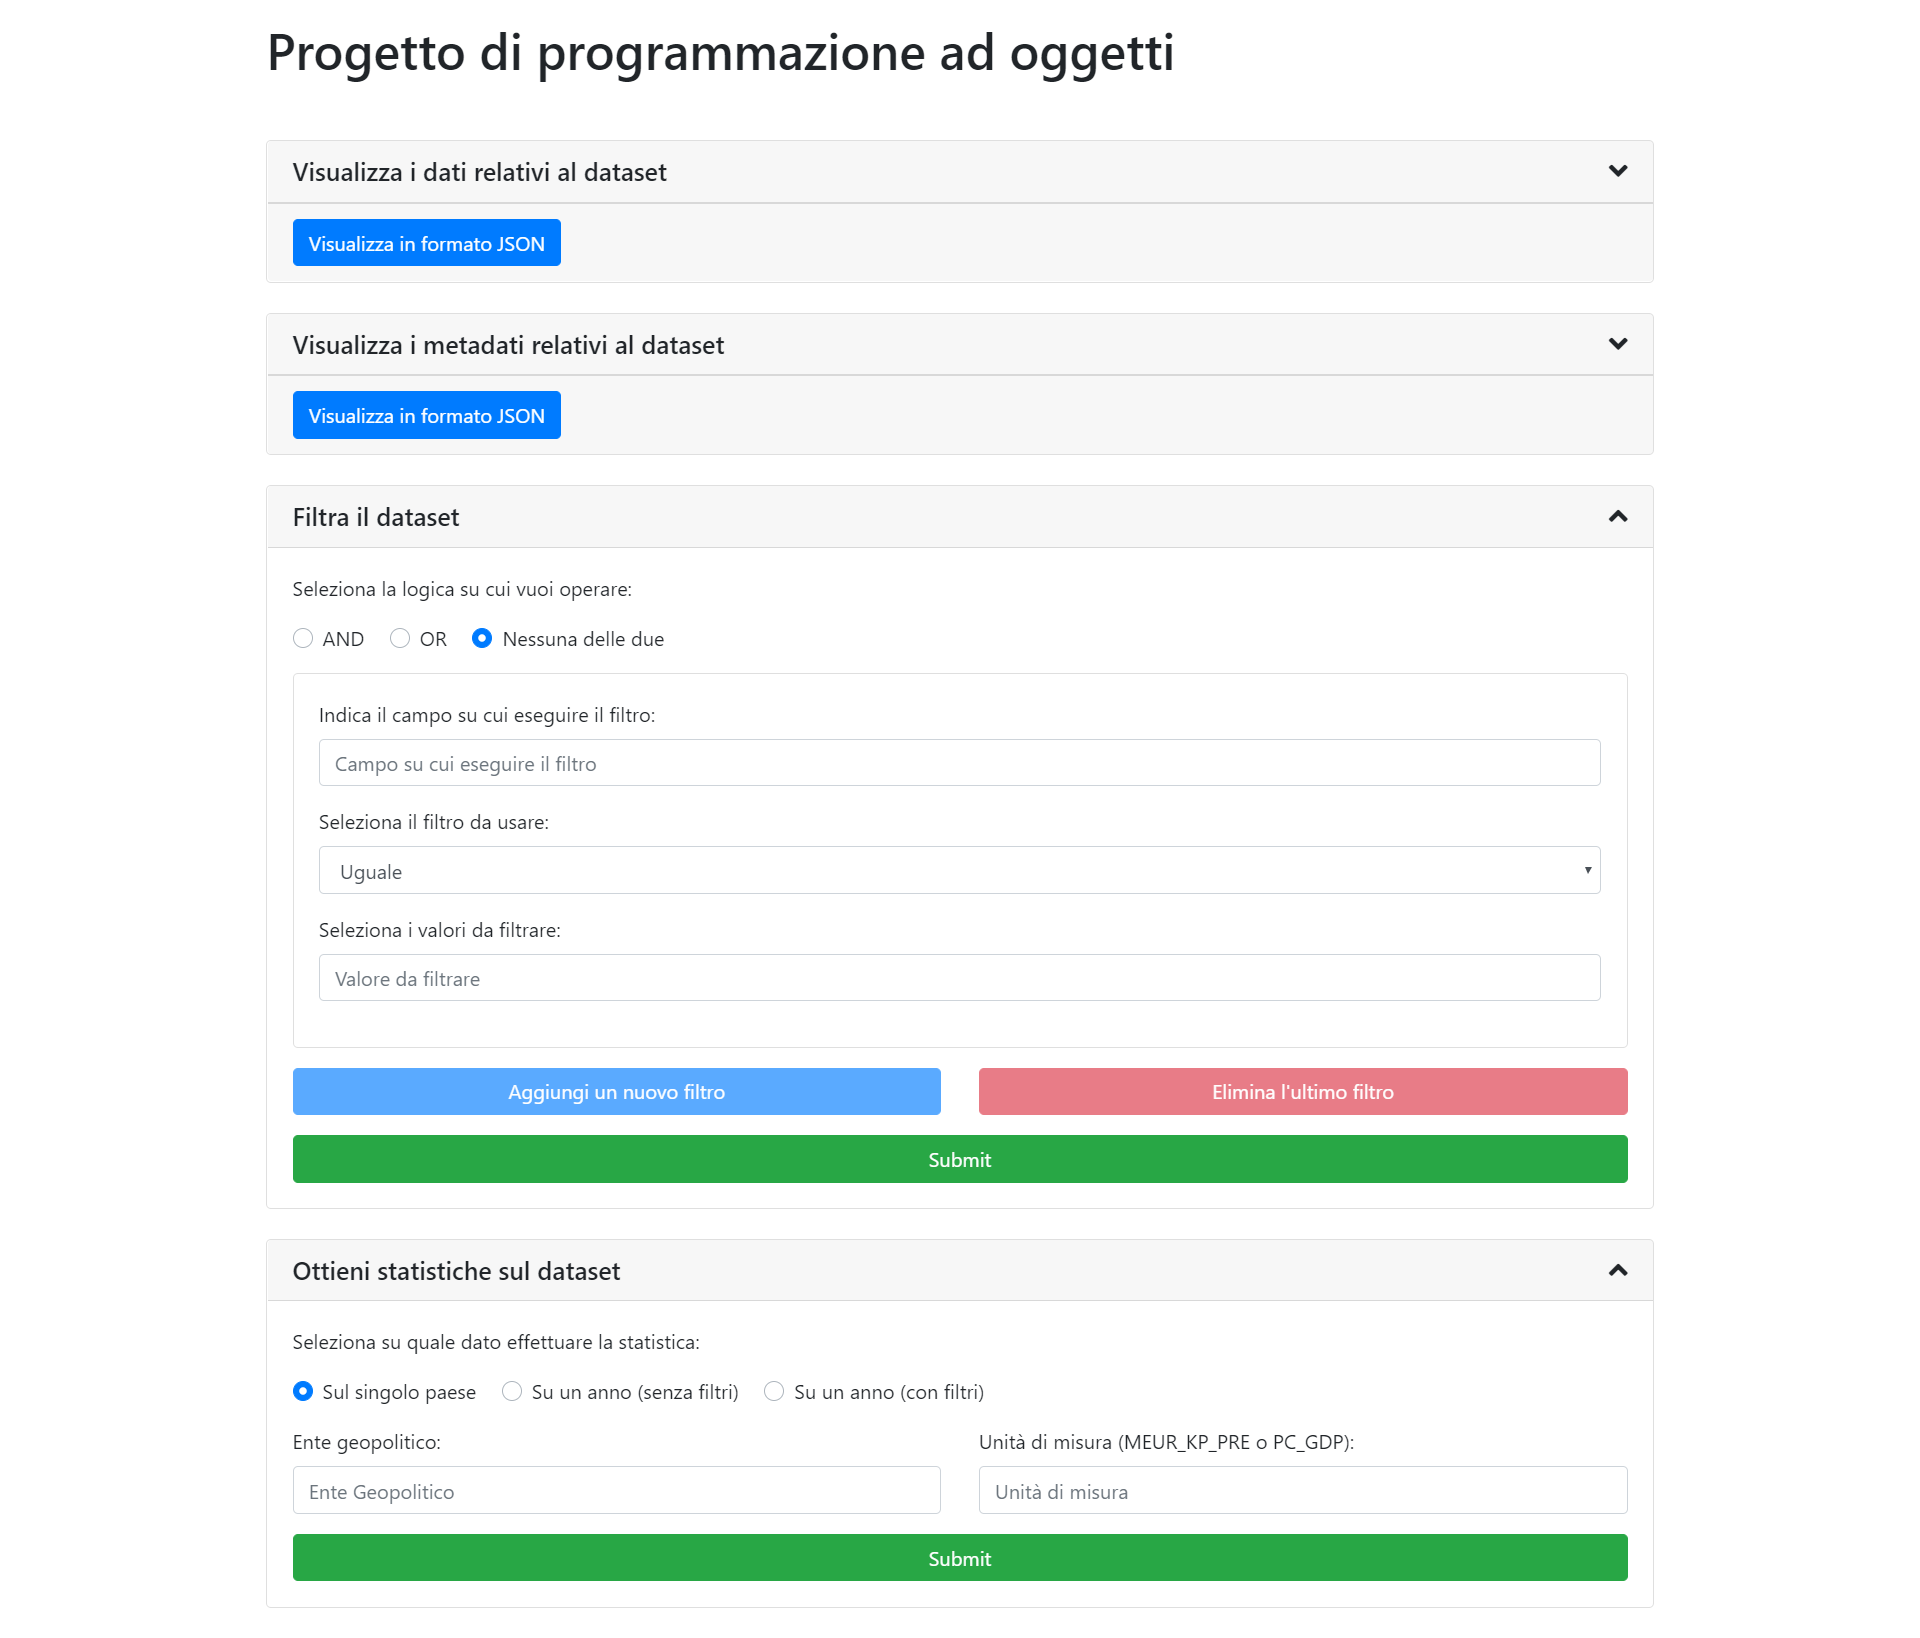 Progetto di programmazione ad oggetti
Visualizza i dati relativi al dataset
Visualizza in formato JSON
Visualizza i metadati relativi al dataset
Visualizza in formato JSON
Filtra il dataset
Seleziona la logica su cui vuoi operare:
AND OR Nessuna delle due
Indica il campo su cui eseguire il filtro:
Campo su cui eseguire il filtro
Seleziona il filtro da usare:
Uguale
Seleziona i valori da filtrare:
Valore da filtrare
Aggiungi un nuovo filtro Elimina l'ultimo filtro
Submit
Ottieni statistiche sul dataset
Seleziona su quale dato effettuare la statistica:
Sul singolo paese Su un anno (senza filtri) Su un anno (con filtri)
Ente geopolitico: Unità di misura (MEUR_KP_PRE o PC_GDP):
Ente Geopolitico Unità di misura
Submit